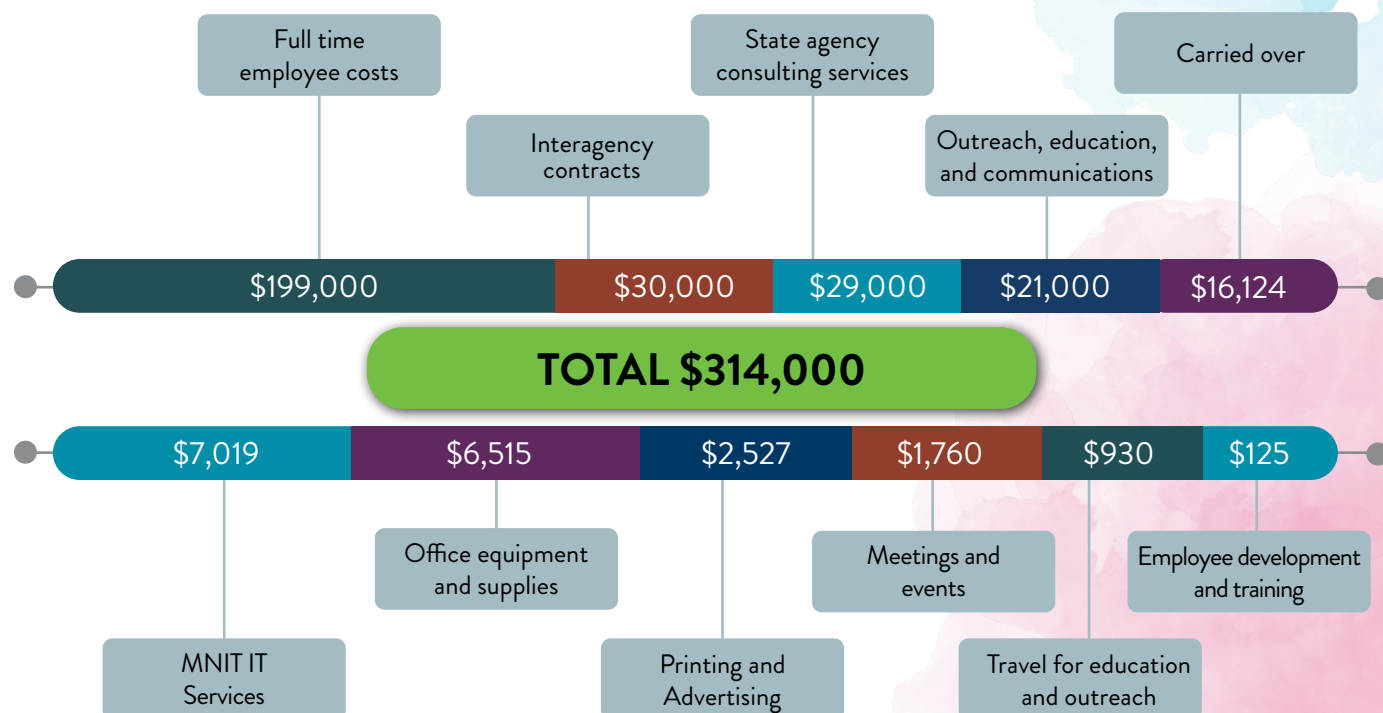 Full time
employee costs
State agency
consulting services
Carried over
Interagency
contracts
Outreach, education,
and communications
$199,000
$30,000
$29,000
$21,000
$16,124
TOTAL $314,000
$7,019
$6,515
$2,527
$1,760
$930
$125
Office equipment
and supplies
Meetings and
events
Employee development
and training
MNIT IT
Services
Printing and
Advertising
Travel for education
and outreach